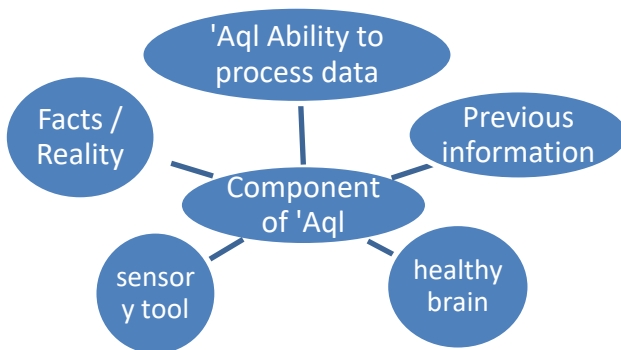 'Aql Ability to
process data
Facts /
Reality
Previous
information
Component
of 'Aql
sensor
y tool
healthy
brain